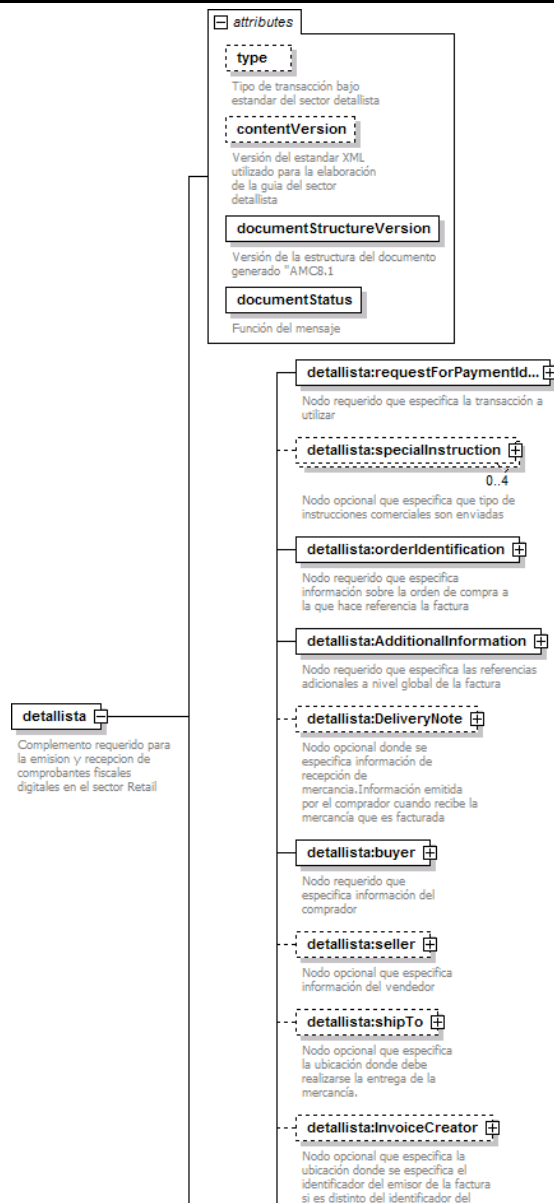 attributes
type
Tipo de transacción bajo
estandar del sector detallista
contentVersion
Versión del estandar XML
utilizado para la elaboración
de la guia del sector
detallista
documentStructureVersion
Versión de la estructura del documento
generado "AMC8.1
documentStatus
Función del mensaje
detallista:requestForPaymentId...
Nodo requerido que especifica la transacción a
utilizar
detallista:specialInstruction
0..4
Nodo opcional que especifica que tipo de
instrucciones comerciales son enviadas
detallista:orderIdentification
Nodo requerido que especifica
información sobre la orden de compra a
la que hace referencia la factura
detallista:AdditionalInformation
Nodo requerido que especifica las referencias
adicionales a nivel global de la factura
detallista
Complemento requerido para
la emision y recepcion de
comprobantes fiscales
digitales en el sector Retail
detallista:DeliveryNote
Nodo opcional donde se
especifica información de
recepción de
mercancia.Información emitida
por el comprador cuando recibe la
mercancía que es facturada
detallista:buyer
Nodo requerido que
especifica información del
comprador
detallista:seller
Nodo opcional que especifica
información del vendedor
detallista:shipTo
Nodo opcional que especifica
la ubicación donde debe
realizarse la entrega de la
mercancía.
detallista:InvoiceCreator
Nodo opcional que especifica la
ubicación donde se especifica el
identificador del emisor de la factura
si es distinto del identificador del